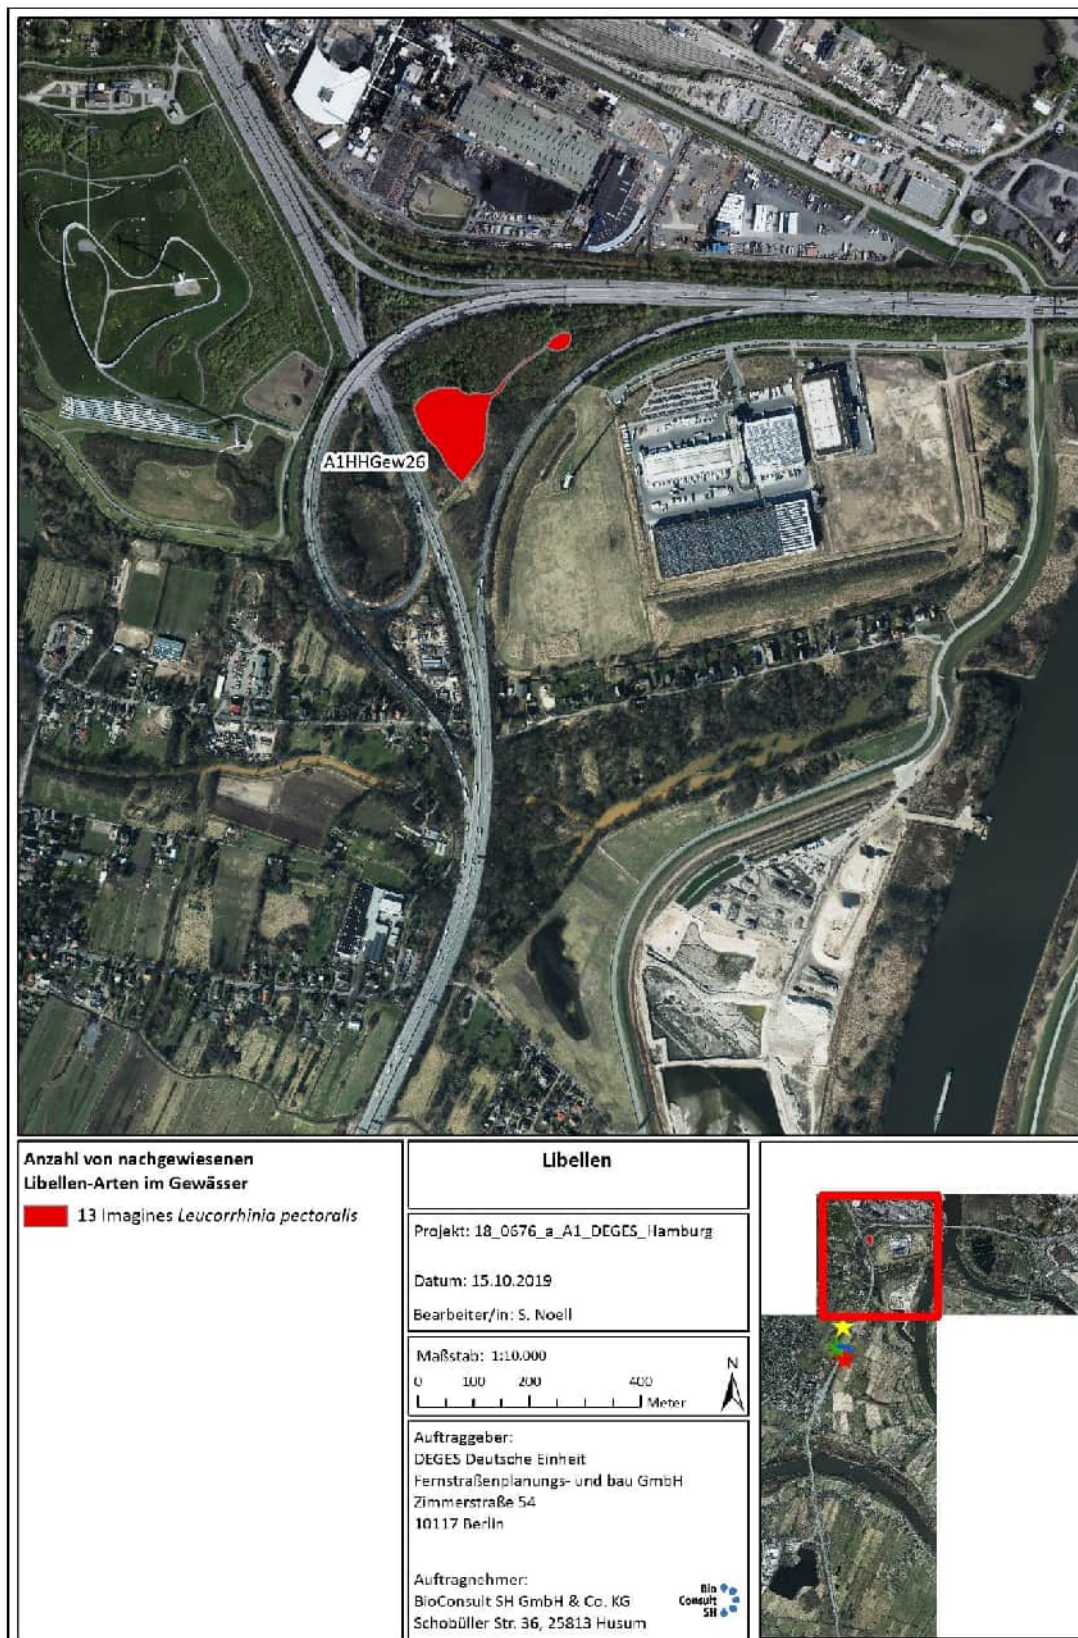 A1HHGew26
Anzahl von nachgewiesenen
Libellen-Arten im Gewässer
13 Imagines Leucorrhinia pectoralis
Libellen
Projekt: 18_0676_a_A1_DEGES_Hamburg
Datum: 15.10.2019
Bearbeiter/in: S. Noell
Maßstab: 1:10.000
N
0 100 200 400
Meter
Auftraggeber:
DEGES Deutsche Einheit
Fernstraßenplanungs- und bau GmbH
Zimmerstraße 54
10117 Berlin
Auftragnehmer:
BioConsult SH GmbH & Co. KG
Schobüller Str. 36, 25813 Husum
Bio
Consult
SH